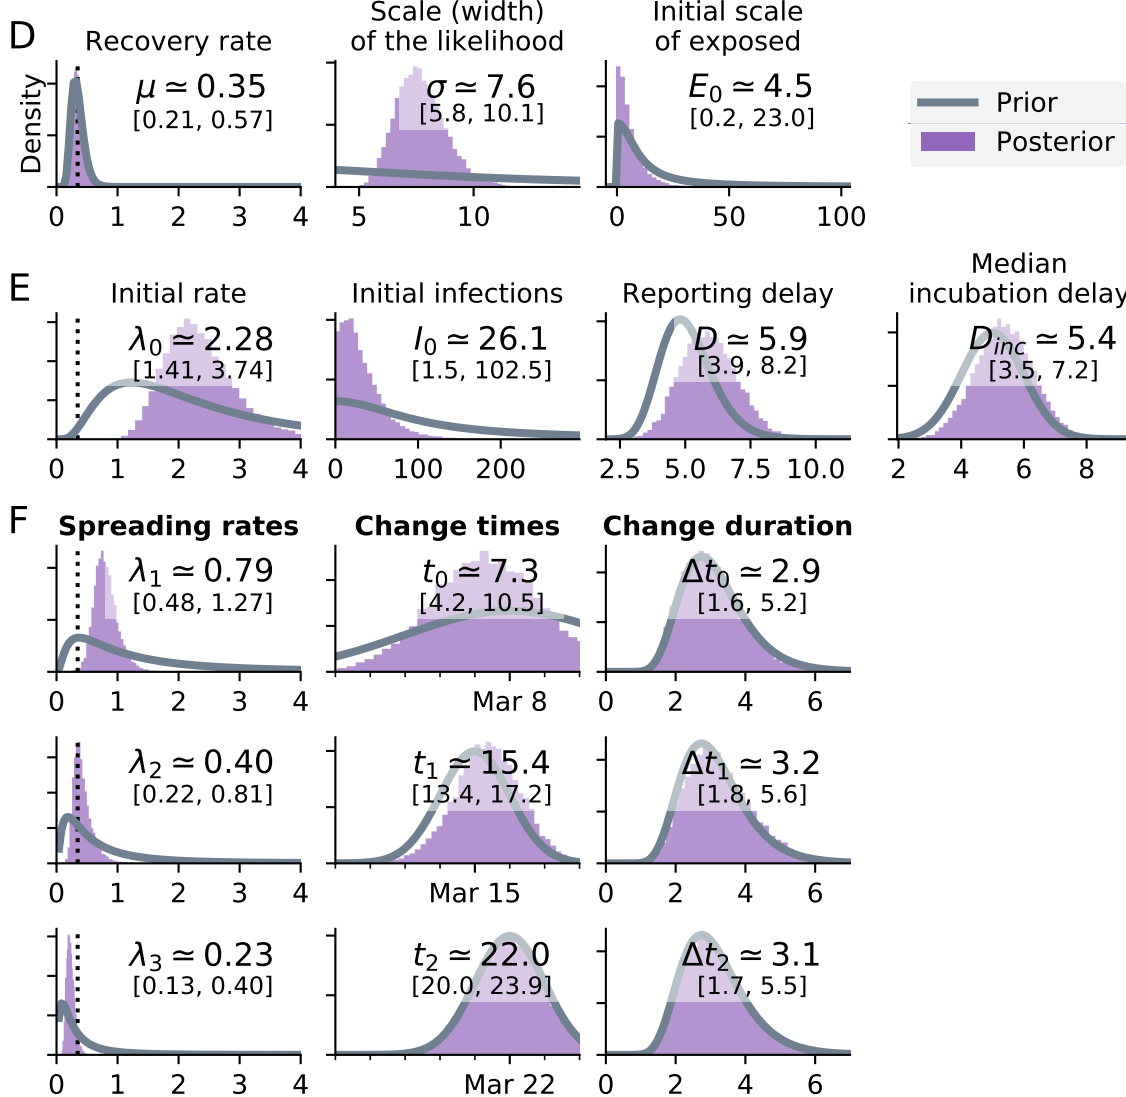 D
Recovery rate
Scale (width)
of the likelihood
Initial scale
of exposed
Density
μ ≃ 0.35
[0.21, 0.57]
σ ≃ 7.6
[5.8, 10.1]
E₀ ≃ 4.5
[0.2, 23.0]
Prior
Posterior
0 1 2 3 4
5 10
0 50 100
E
Initial rate
Initial infections
Reporting delay
Median
incubation delay
λ₀ ≃ 2.28
[1.41, 3.74]
I₀ ≃ 26.1
[1.5, 102.5]
D ≃ 5.9
[3.9, 8.2]
D_inc ≃ 5.4
[3.5, 7.2]
0 1 2 3 4
0 100 200
2.5 5.0 7.5 10.0
2 4 6 8
F
Spreading rates
Change times
Change duration
λ₁ ≃ 0.79
[0.48, 1.27]
t₀ ≃ 7.3
[4.2, 10.5]
Δt₀ ≃ 2.9
[1.6, 5.2]
0 1 2 3 4
Mar 8
0 2 4 6
λ₂ ≃ 0.40
[0.22, 0.81]
t₁ ≃ 15.4
[13.4, 17.2]
Δt₁ ≃ 3.2
[1.8, 5.6]
0 1 2 3 4
Mar 15
0 2 4 6
λ₃ ≃ 0.23
[0.13, 0.40]
t₂ ≃ 22.0
[20.0, 23.9]
Δt₂ ≃ 3.1
[1.7, 5.5]
0 1 2 3 4
Mar 22
0 2 4 6